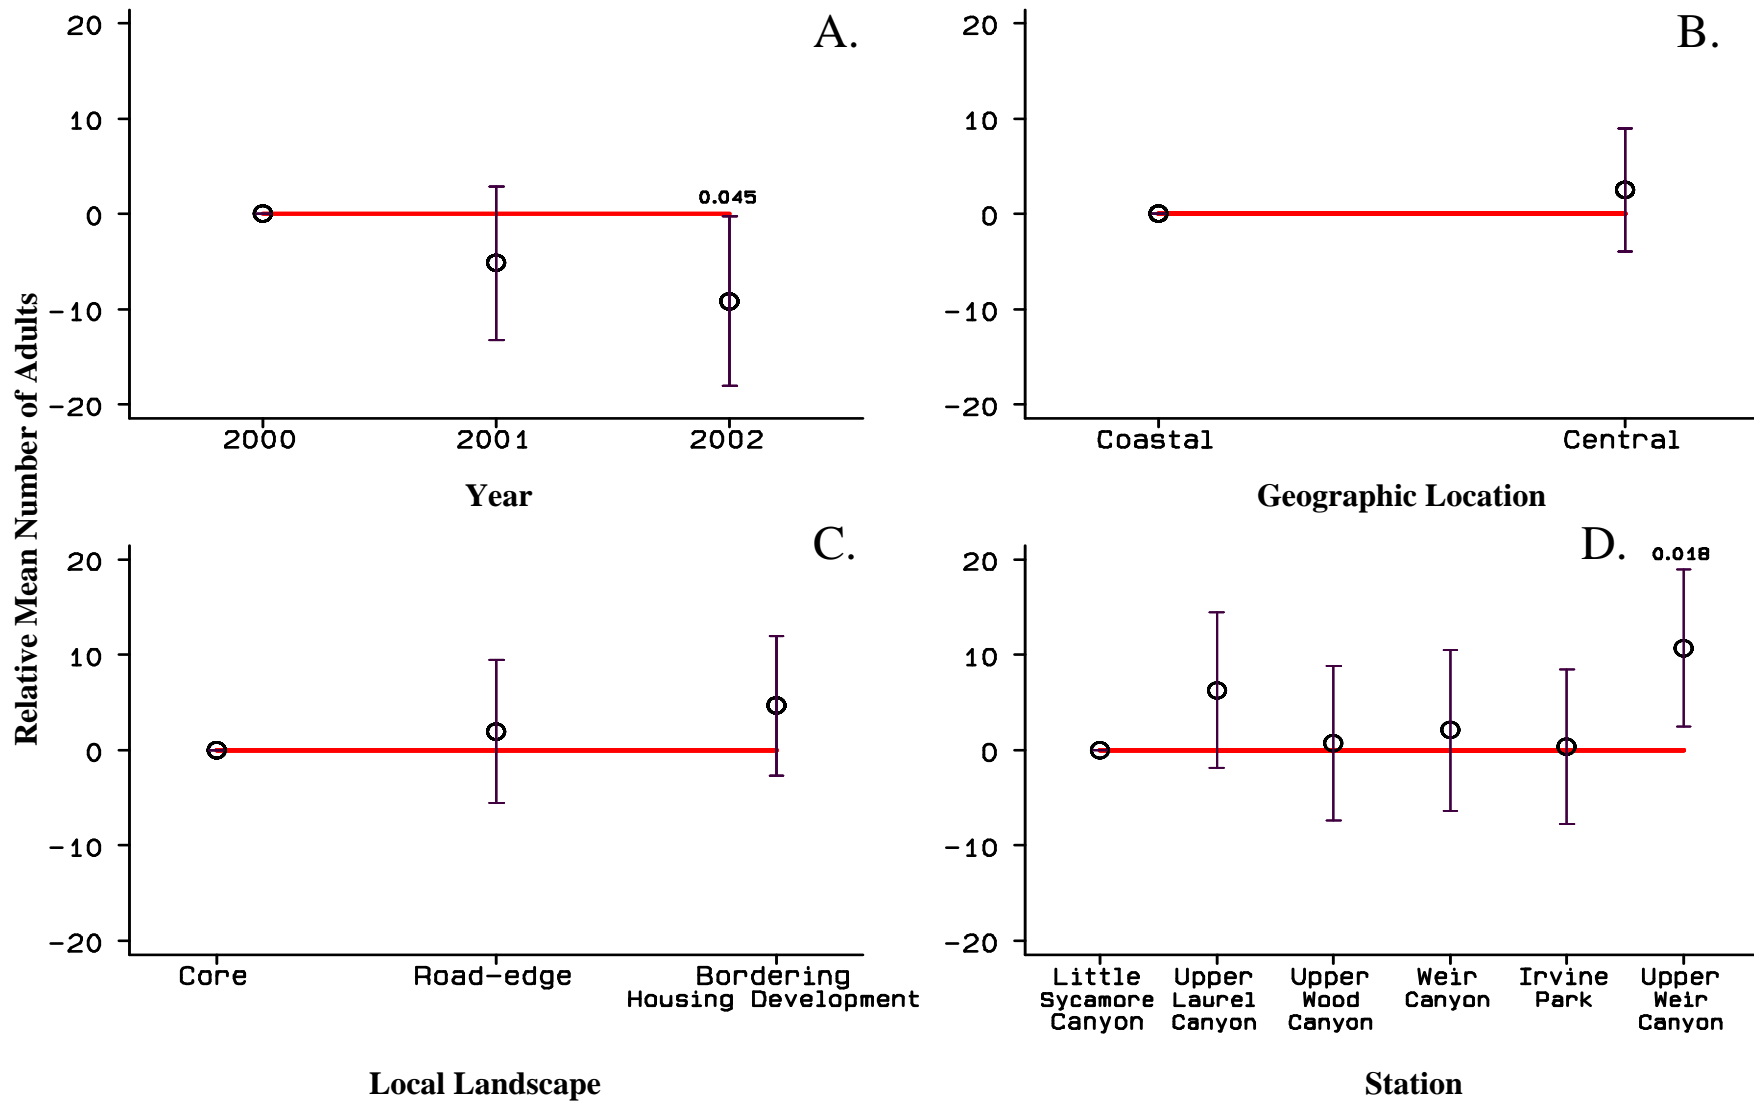 Relative Mean Number of Adults
A.
20
10
0
-10
-20
0.045
2000 2001 2002
Year
B.
20
10
0
-10
-20
Coastal Central
Geographic Location
C.
20
10
0
-10
-20
Core Road-edge Bordering
Housing Development
Local Landscape
D.
0.018
20
10
0
-10
-20
Little Upper Upper Weir Irvine Upper
Sycamore Laurel Wood Canyon Park Weir
Canyon Canyon Canyon Canyon
Station